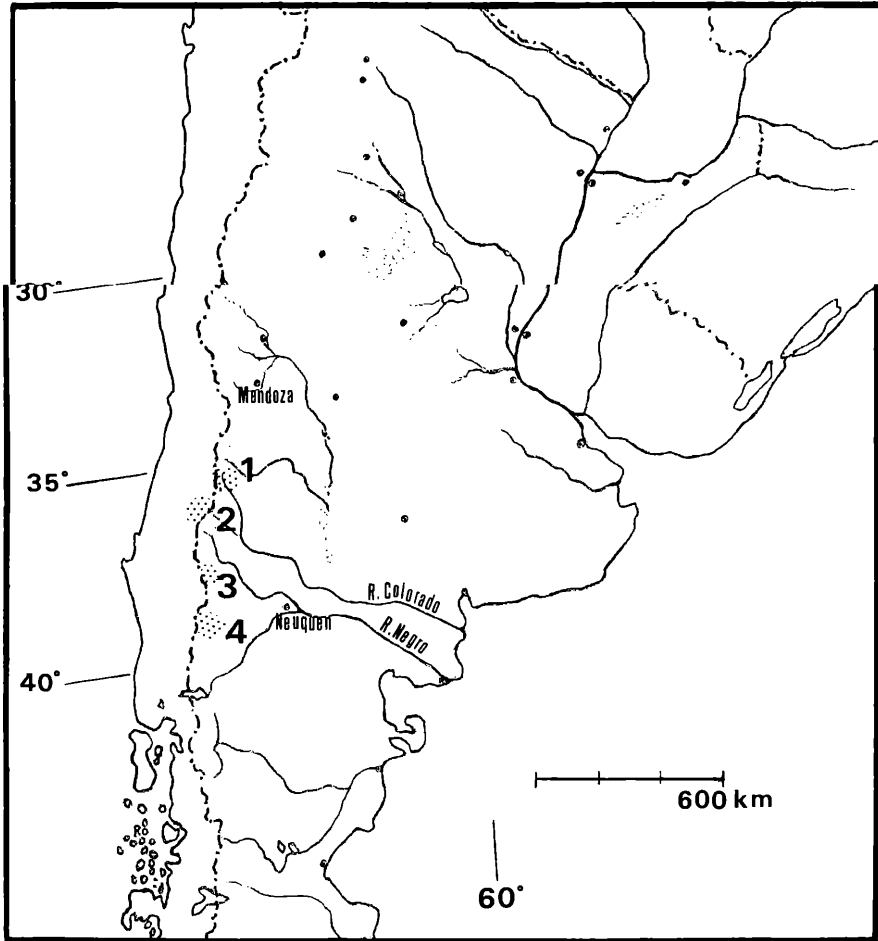 30°
Mendoza
1
35°
2
3
R. Colorado
Neuquen
4
R. Negro
40°
600 km
R
60°